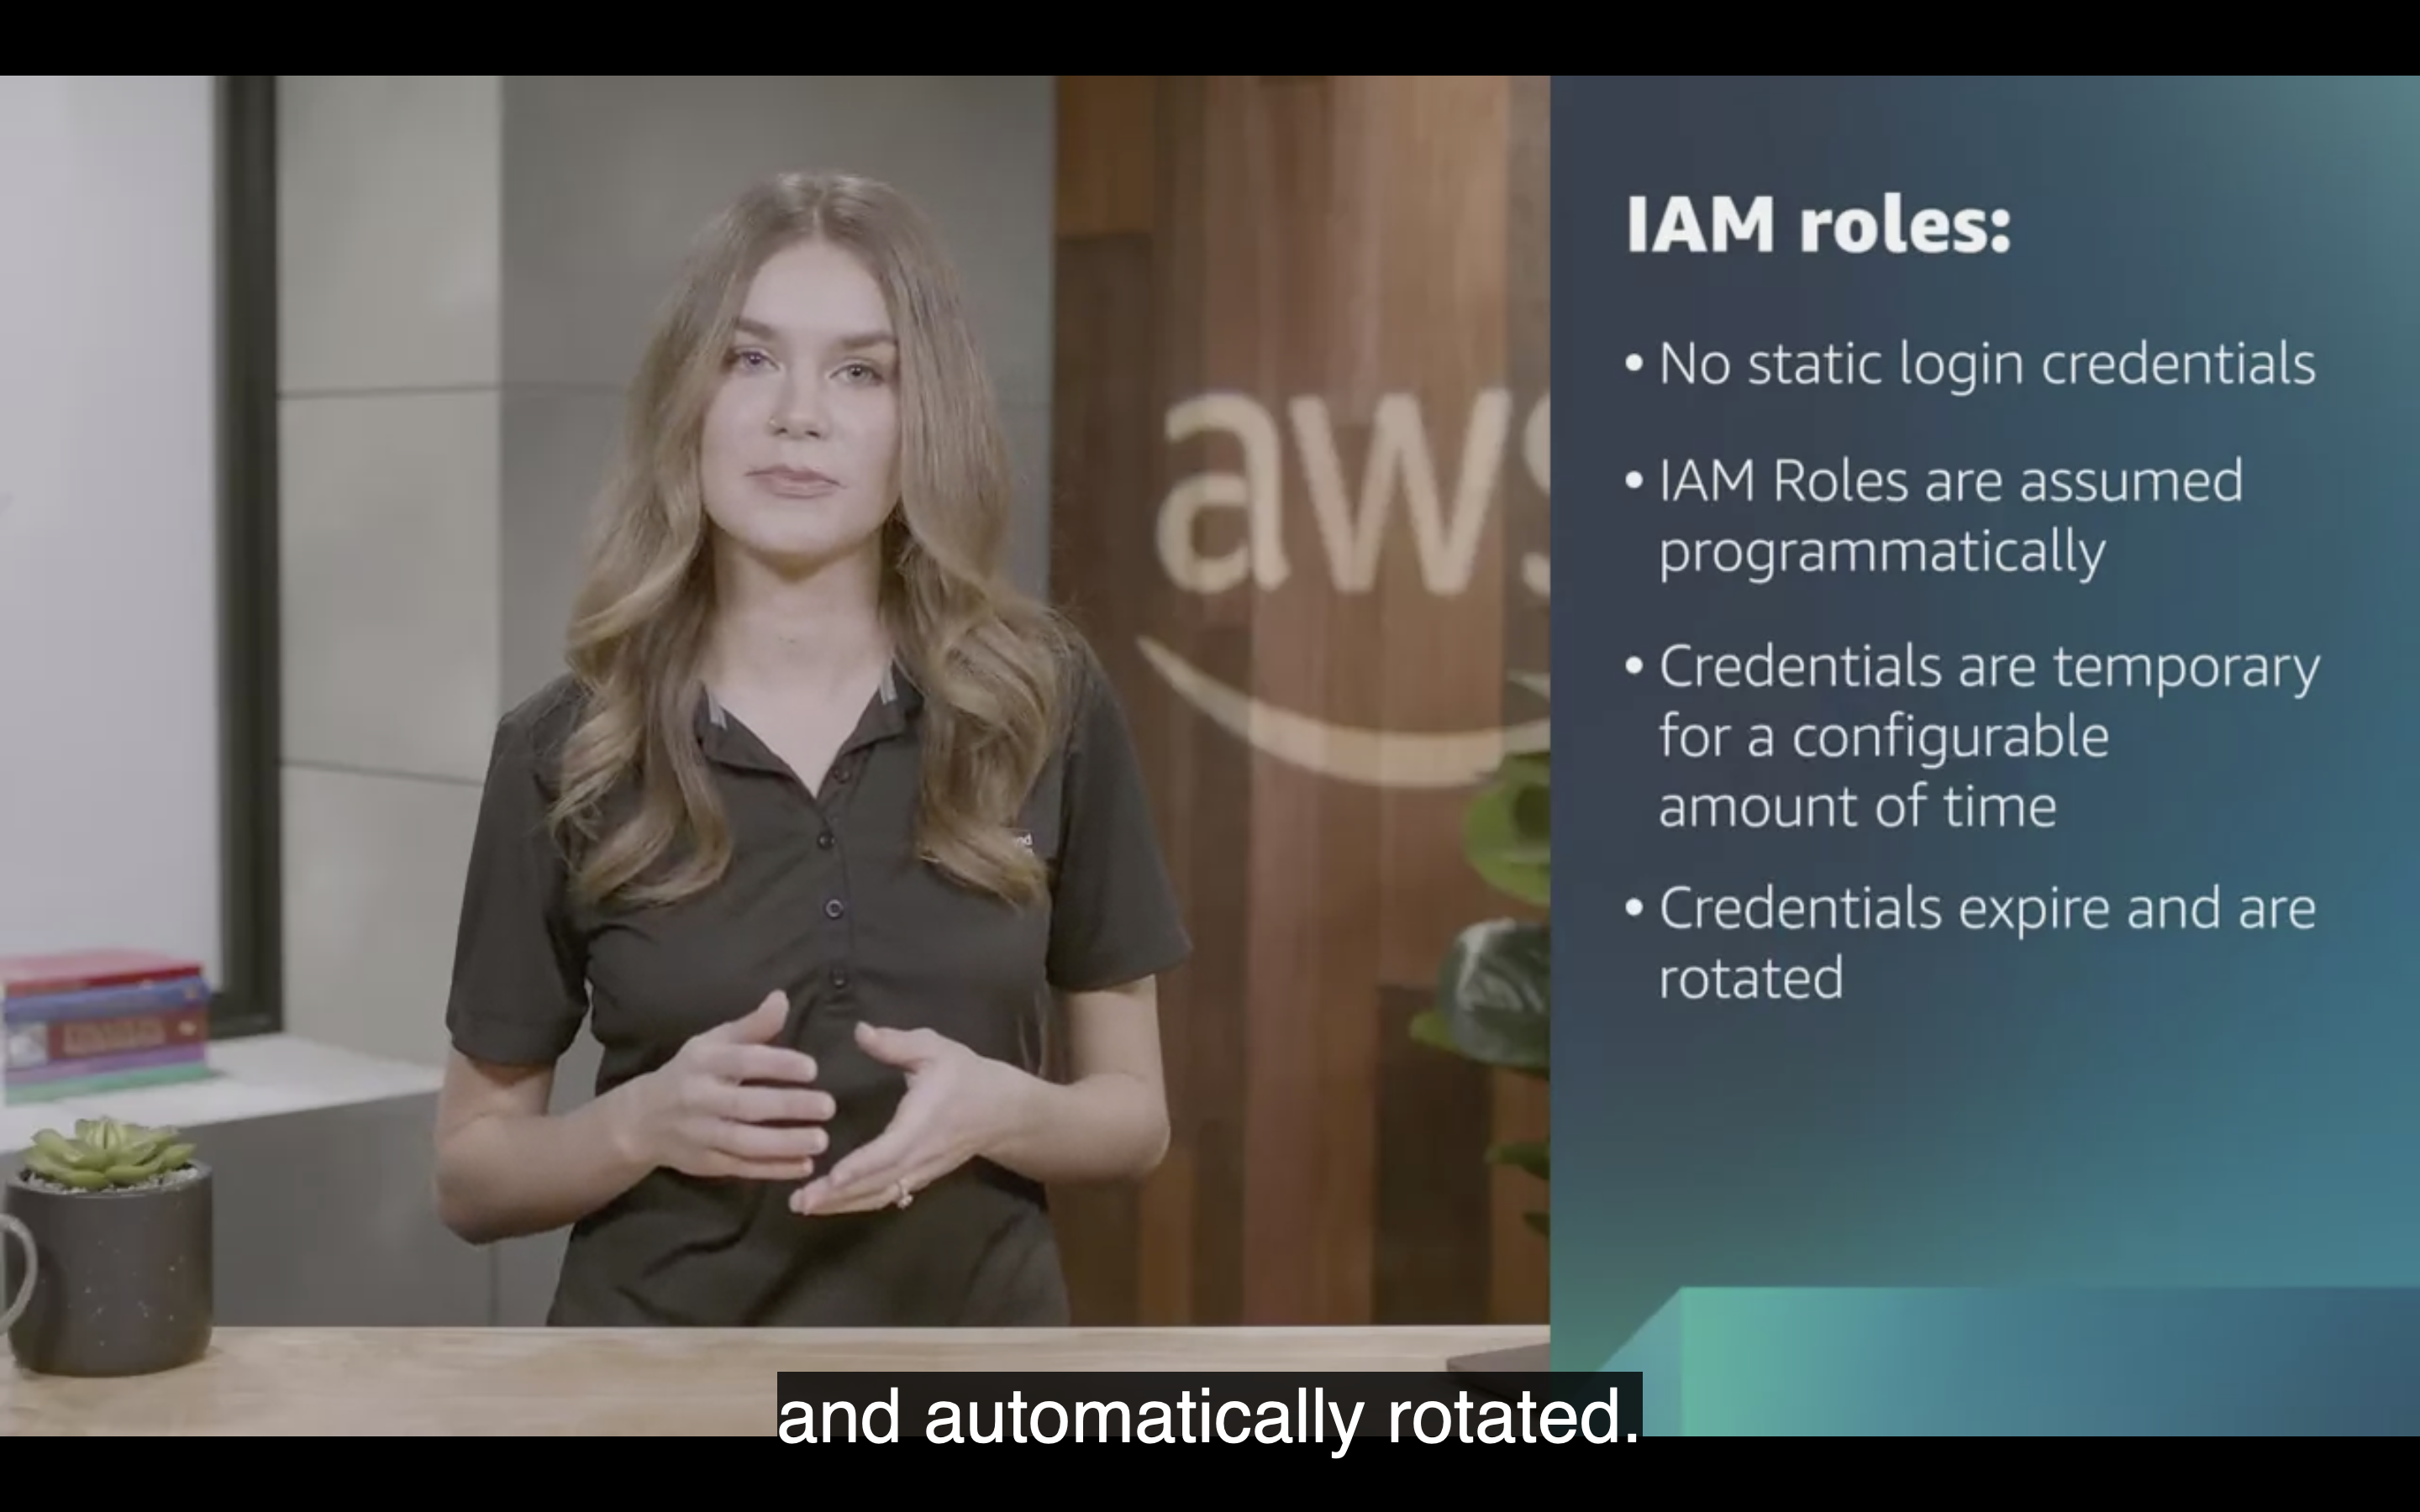 IAM roles:
• No static login credentials
• IAM Roles are assumed
programmatically
• Credentials are temporary
for a configurable
amount of time
• Credentials expire and are
rotated
aws
and automatically rotated.